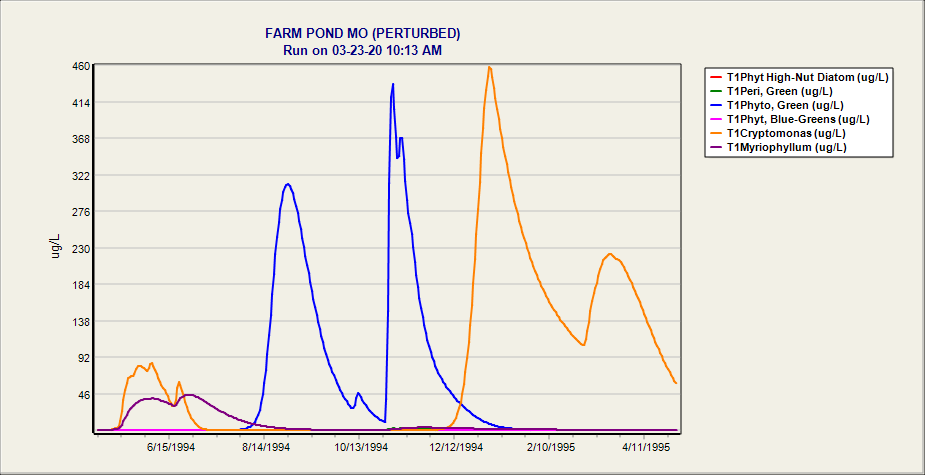 FARM POND MO (PERTURBED)
Run on 03-23-20 10:13 AM
460
414
368
322
276
230
184
138
92
46
ug/L
6/15/1994
8/14/1994
10/13/1994
12/12/1994
2/10/1995
4/11/1995
T1Phyt High-Nut Diatom (ug/L)
T1Peri, Green (ug/L)
T1Phyto, Green (ug/L)
T1Phyt, Blue-Greens (ug/L)
T1Cryptomonas (ug/L)
T1Myriophyllum (ug/L)